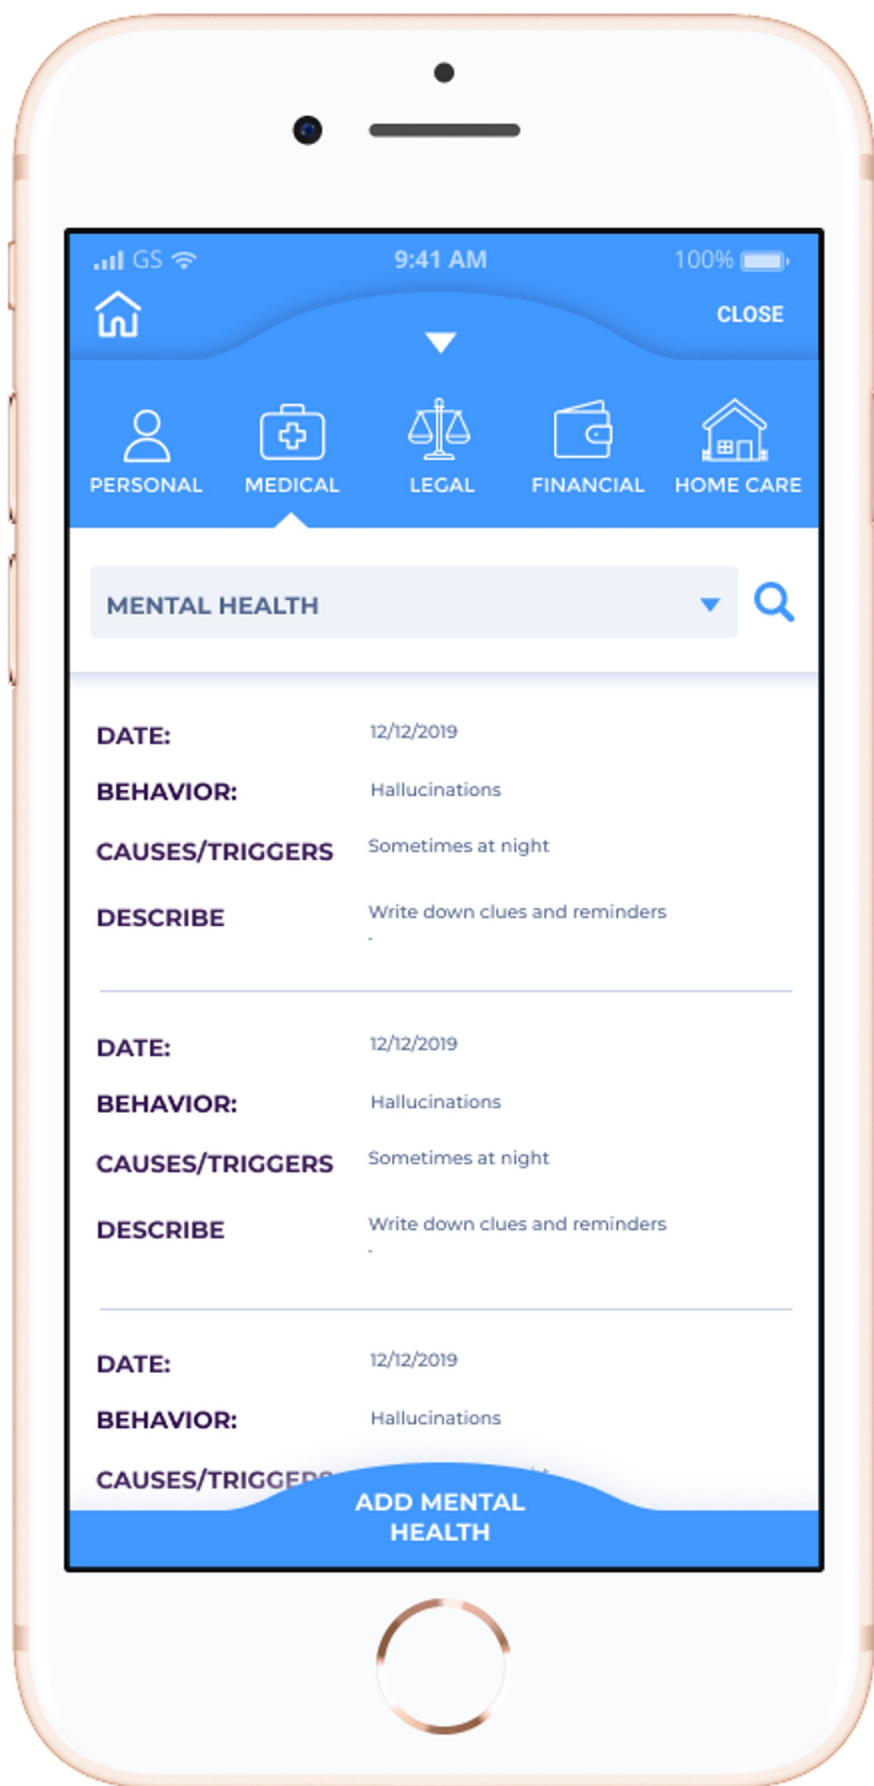 GS 9:41 AM 100%
CLOSE
PERSONAL MEDICAL LEGAL FINANCIAL HOME CARE
MENTAL HEALTH
DATE: 12/12/2019
BEHAVIOR: Hallucinations
CAUSES/TRIGGERS Sometimes at night
DESCRIBE Write down clues and reminders
-
DATE: 12/12/2019
BEHAVIOR: Hallucinations
CAUSES/TRIGGERS Sometimes at night
DESCRIBE Write down clues and reminders
-
DATE: 12/12/2019
BEHAVIOR: Hallucinations
CAUSES/TRIGGERS
ADD MENTAL
HEALTH